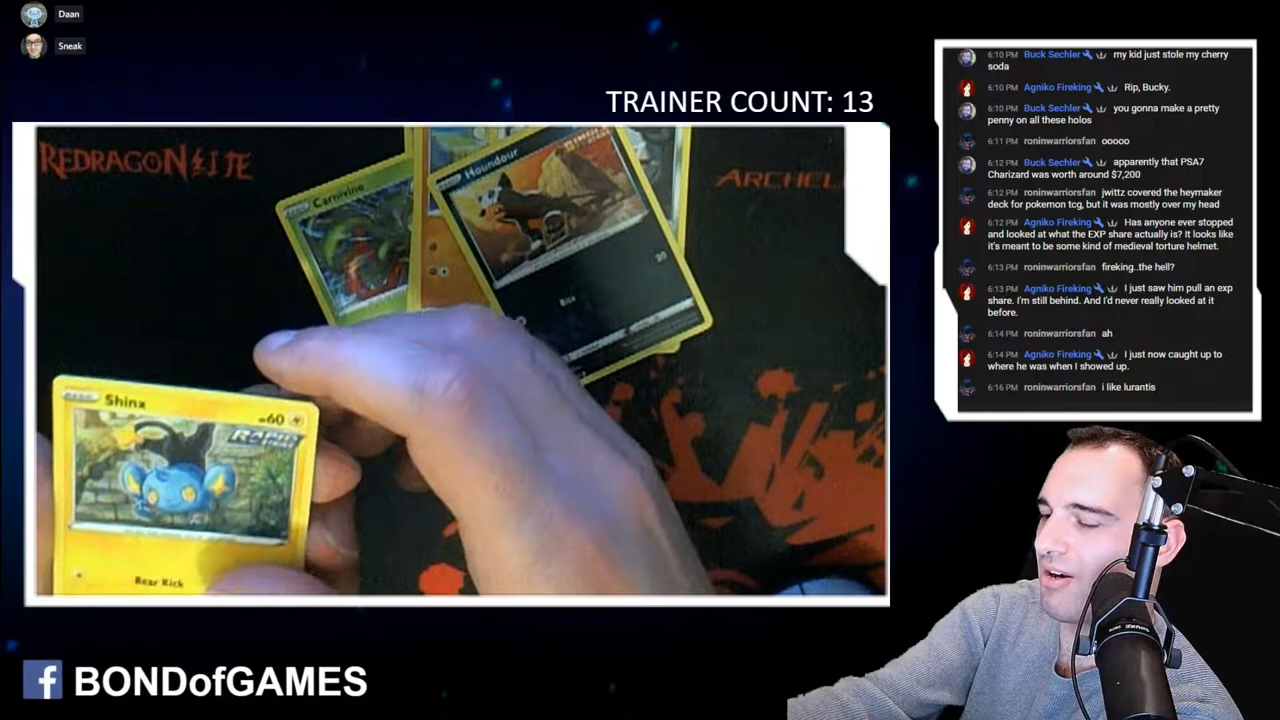 Daan
Sneak
TRAINER COUNT: 13
REDRAGON
Carnivine
Houndour
SINGLE
20
Bite
Shinx
60
RAPID
STRIKE
Rear Kick
6:10 PM Buck Sechler my kid just stole my cherry
soda
6:10 PM Agniko Fireking Rip, Bucky.
6:10 PM Buck Sechler you gonna make a pretty
penny on all these holos
6:11 PM roninwarriorsfan ooooo
6:12 PM Buck Sechler apparently that PSA7
Charizard was worth around $7,200
6:12 PM roninwarriorsfan jwittz covered the heymaker
deck for pokemon tcg, but it was mostly over my head
6:12 PM Agniko Fireking Has anyone ever stopped
and looked at what the EXP share actually is? It looks like
it's meant to be some kind of medieval torture helmet.
6:13 PM roninwarriorsfan fireking..the hell?
6:13 PM Agniko Fireking I just saw him pull an exp
share. I'm still behind. And I'd never really looked at it
before.
6:14 PM roninwarriorsfan ah
6:14 PM Agniko Fireking I just now caught up to
where he was when I showed up.
6:16 PM roninwarriorsfan i like lurantis
f BONDofGAMES